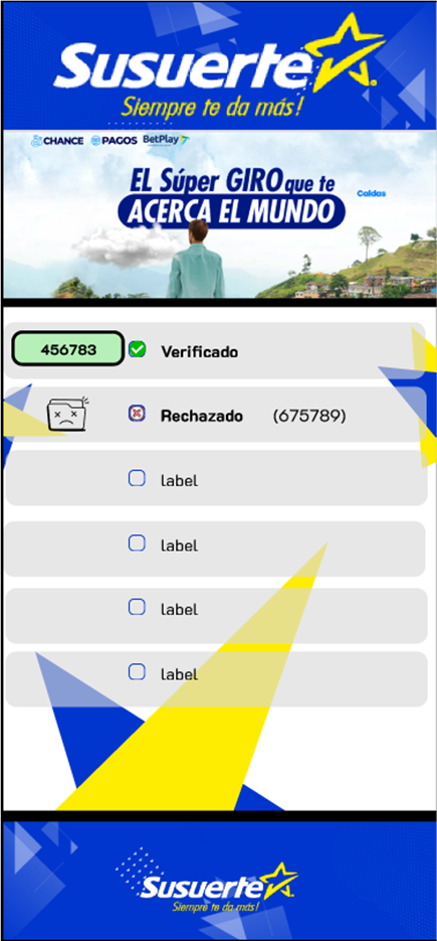 Susuerte
Siempre te da más!
CHANCE PAGOS BetPlay
EL Súper GIRO que te
ACERCA EL MUNDO
Caldas
456783 Verificado
Rechazado (675789)
label
label
label
label
Susuerte
Siempre te da más!